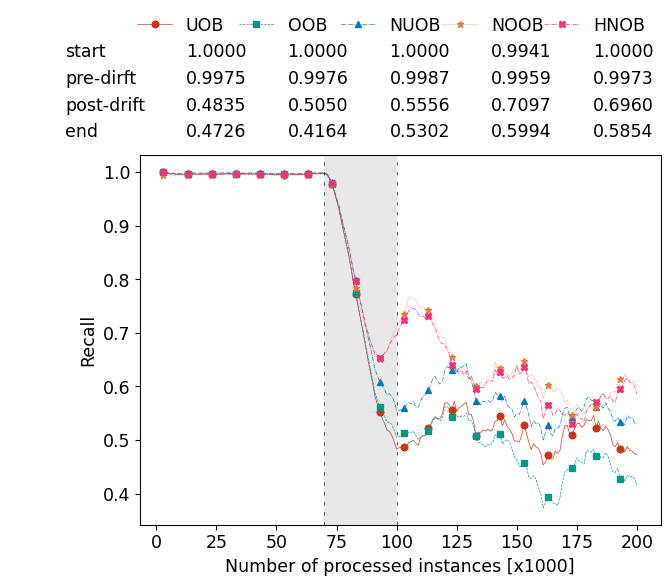 UOB OOB NUOB NOOB HNOB
start 1.0000 1.0000 1.0000 0.9941 1.0000
pre-dirft 0.9975 0.9976 0.9987 0.9959 0.9973
post-drift 0.4835 0.5050 0.5556 0.7097 0.6960
end 0.4726 0.4164 0.5302 0.5994 0.5854
1.0
0.9
0.8
0.7
0.6
0.5
0.4
Recall
0 25 50 75 100 125 150 175 200
Number of processed instances [x1000]